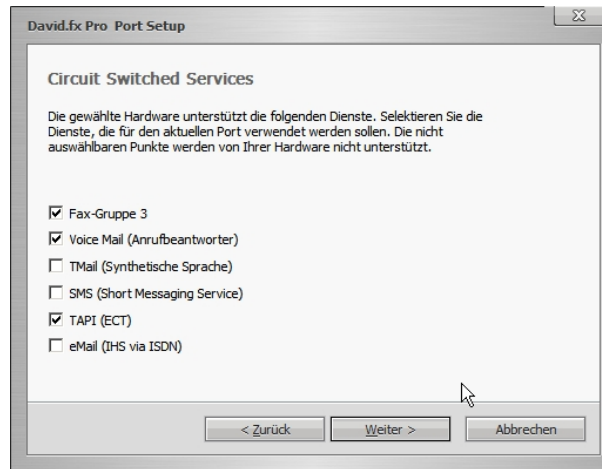 David.fx Pro Port Setup
Circuit Switched Services
Die gewählte Hardware unterstützt die folgenden Dienste. Selektieren Sie die
Dienste, die für den aktuellen Port verwendet werden sollen. Die nicht
auswählbaren Punkte werden von Ihrer Hardware nicht unterstützt.
Fax-Gruppe 3
Voice Mail (Anrufbeantworter)
TMail (Synthetische Sprache)
SMS (Short Messaging Service)
TAPI (ECT)
eMail (IHS via ISDN)
< Zurück
Weiter >
Abbrechen